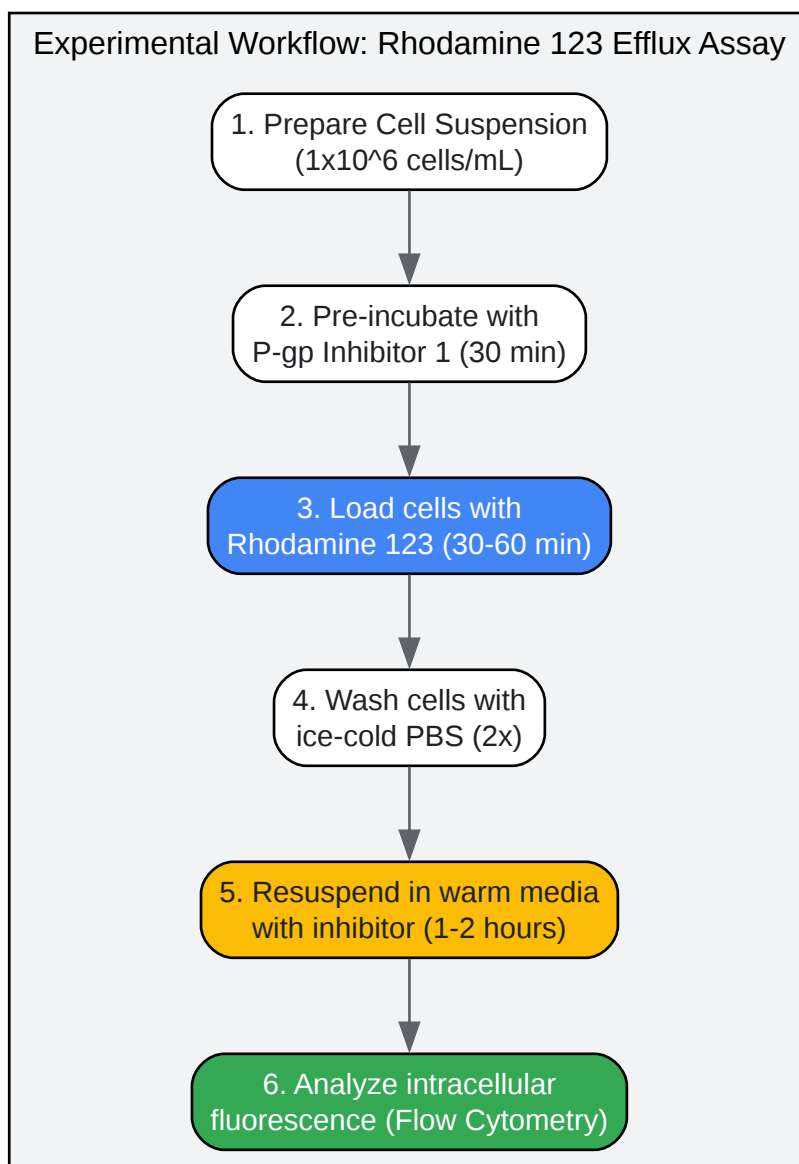 Experimental Workflow: Rhodamine 123 Efflux Assay
1. Prepare Cell Suspension
(1x10^6 cells/mL)
2. Pre-incubate with
P-gp Inhibitor 1 (30 min)
3. Load cells with
Rhodamine 123 (30-60 min)
4. Wash cells with
ice-cold PBS (2x)
5. Resuspend in warm media
with inhibitor (1-2 hours)
6. Analyze intracellular
fluorescence (Flow Cytometry)